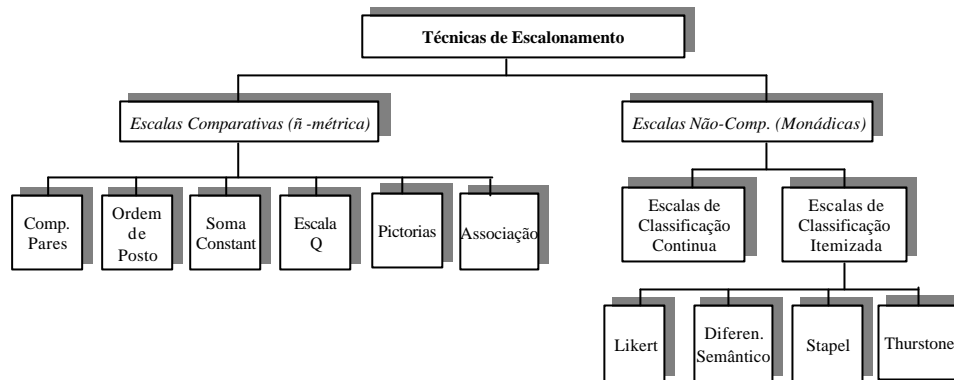 Técnicas de Escalonamento
Escalas Comparativas (ñ -métrica)
Escalas Não-Comp. (Monádicas)
Comp.
Pares
Ordem
de
Posto
Soma
Constant
Escala
Q
Pictorias
Associação
Escalas de
Classificação
Continua
Escalas de
Classificação
Itemizada
Likert
Diferen.
Semântico
Stapel
Thurstone